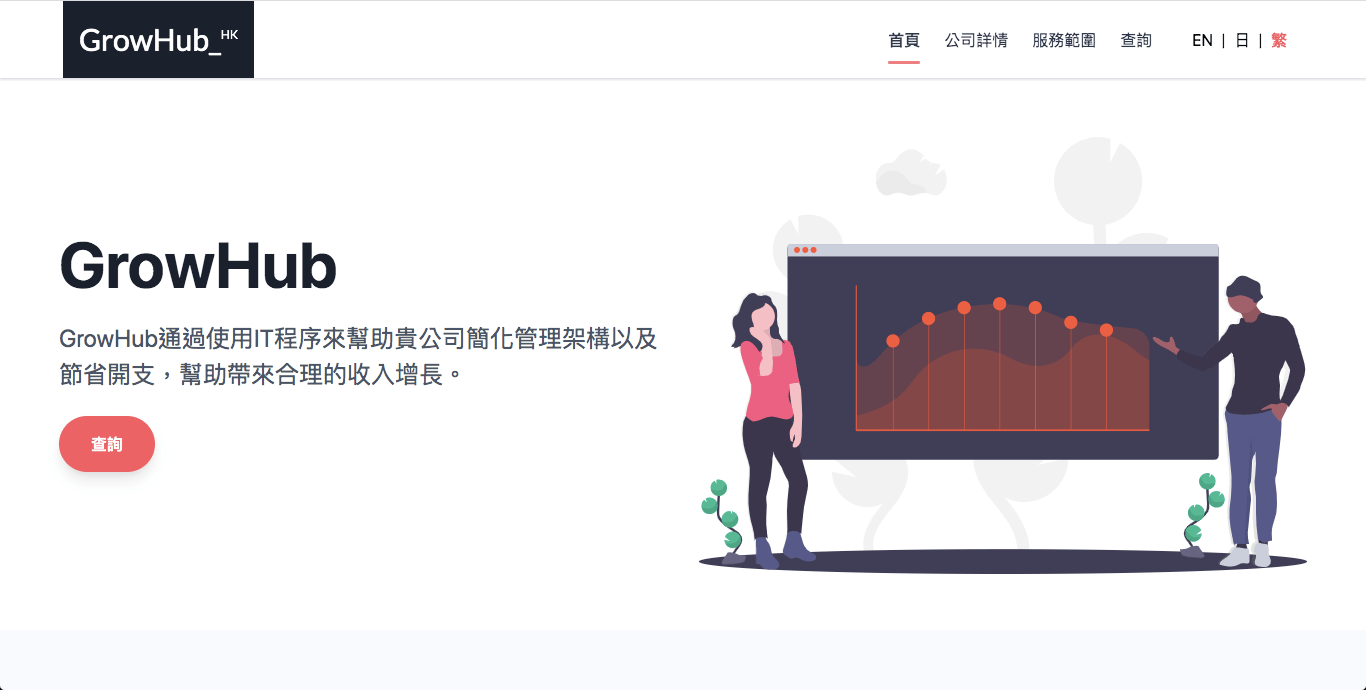 GrowHub_HK
首頁 公司詳情 服務範圍 查詢 EN | 日 | 繁
GrowHub
GrowHub通過使用IT程序來幫助貴公司簡化管理架構以及
節省開支，幫助帶來合理的收入增長。
查詢